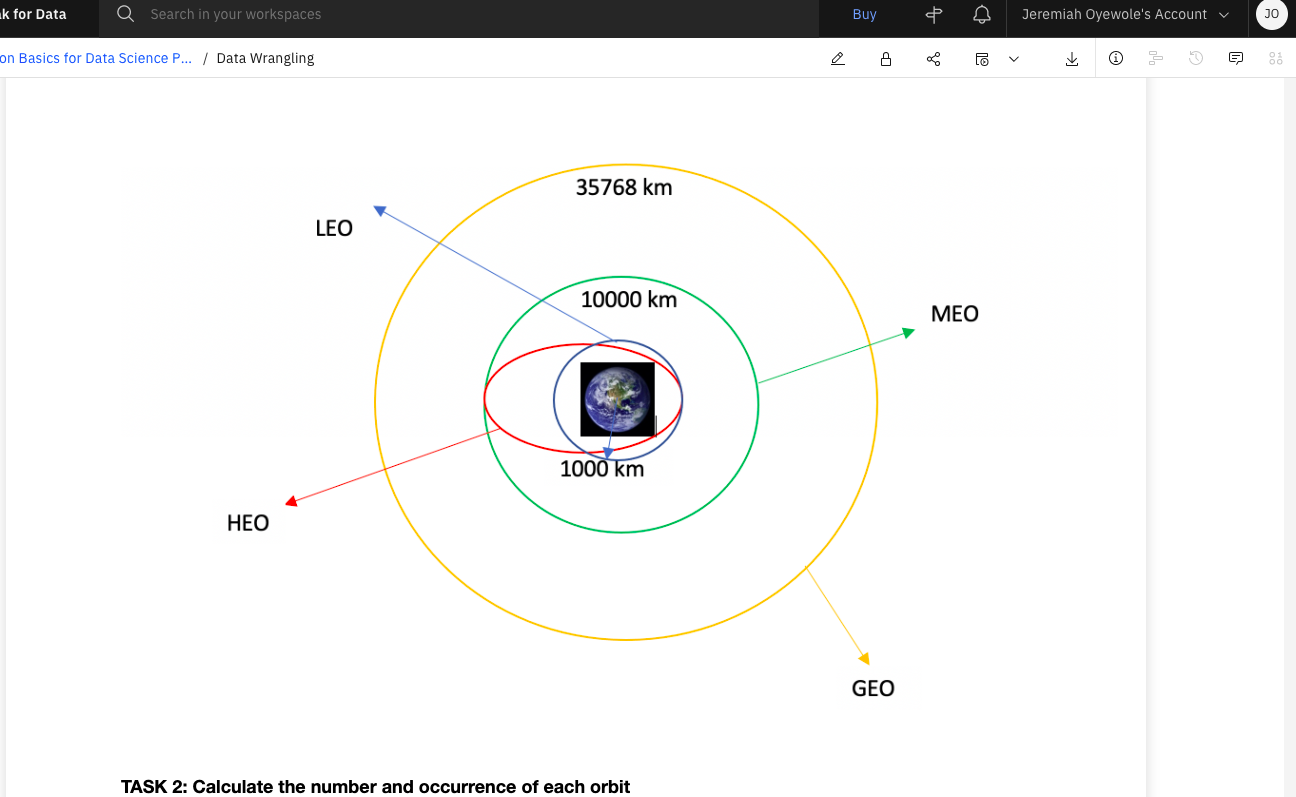 k for Data
Search in your workspaces
Buy
Jeremiah Oyewole's Account
JO
on Basics for Data Science P... / Data Wrangling
35768 km
LEO
10000 km
MEO
1000 km
HEO
GEO
TASK 2: Calculate the number and occurrence of each orbit